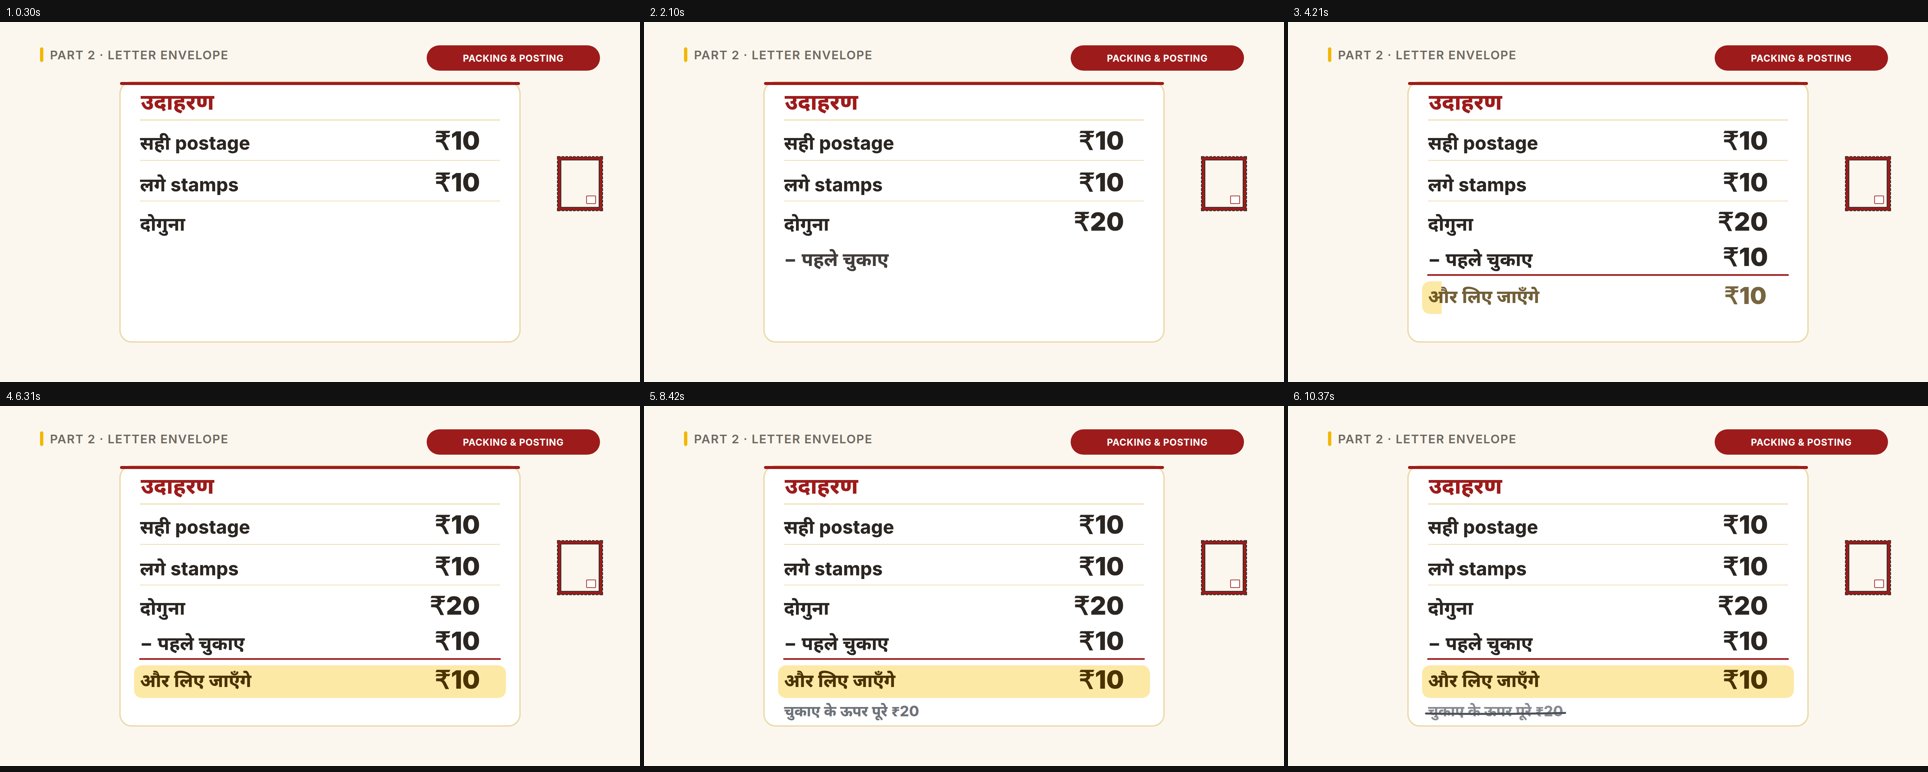 1. 0.30s
PART 2 · LETTER ENVELOPE
PACKING & POSTING
उदाहरण
सही postage ₹10
लगे stamps ₹10
दोगुना
2. 2.10s
PART 2 · LETTER ENVELOPE
PACKING & POSTING
उदाहरण
सही postage ₹10
लगे stamps ₹10
दोगुना ₹20
– पहले चुकाए
3. 4.21s
PART 2 · LETTER ENVELOPE
PACKING & POSTING
उदाहरण
सही postage ₹10
लगे stamps ₹10
दोगुना ₹20
– पहले चुकाए ₹10
और लिए जाएँगे ₹10
4. 6.31s
PART 2 · LETTER ENVELOPE
PACKING & POSTING
उदाहरण
सही postage ₹10
लगे stamps ₹10
दोगुना ₹20
– पहले चुकाए ₹10
और लिए जाएँगे ₹10
5. 8.42s
PART 2 · LETTER ENVELOPE
PACKING & POSTING
उदाहरण
सही postage ₹10
लगे stamps ₹10
दोगुना ₹20
– पहले चुकाए ₹10
और लिए जाएँगे ₹10
चुकाए के ऊपर पूरे ₹20
6. 10.37s
PART 2 · LETTER ENVELOPE
PACKING & POSTING
उदाहरण
सही postage ₹10
लगे stamps ₹10
दोगुना ₹20
– पहले चुकाए ₹10
और लिए जाएँगे ₹10
चुकाए के ऊपर पूरे ₹20